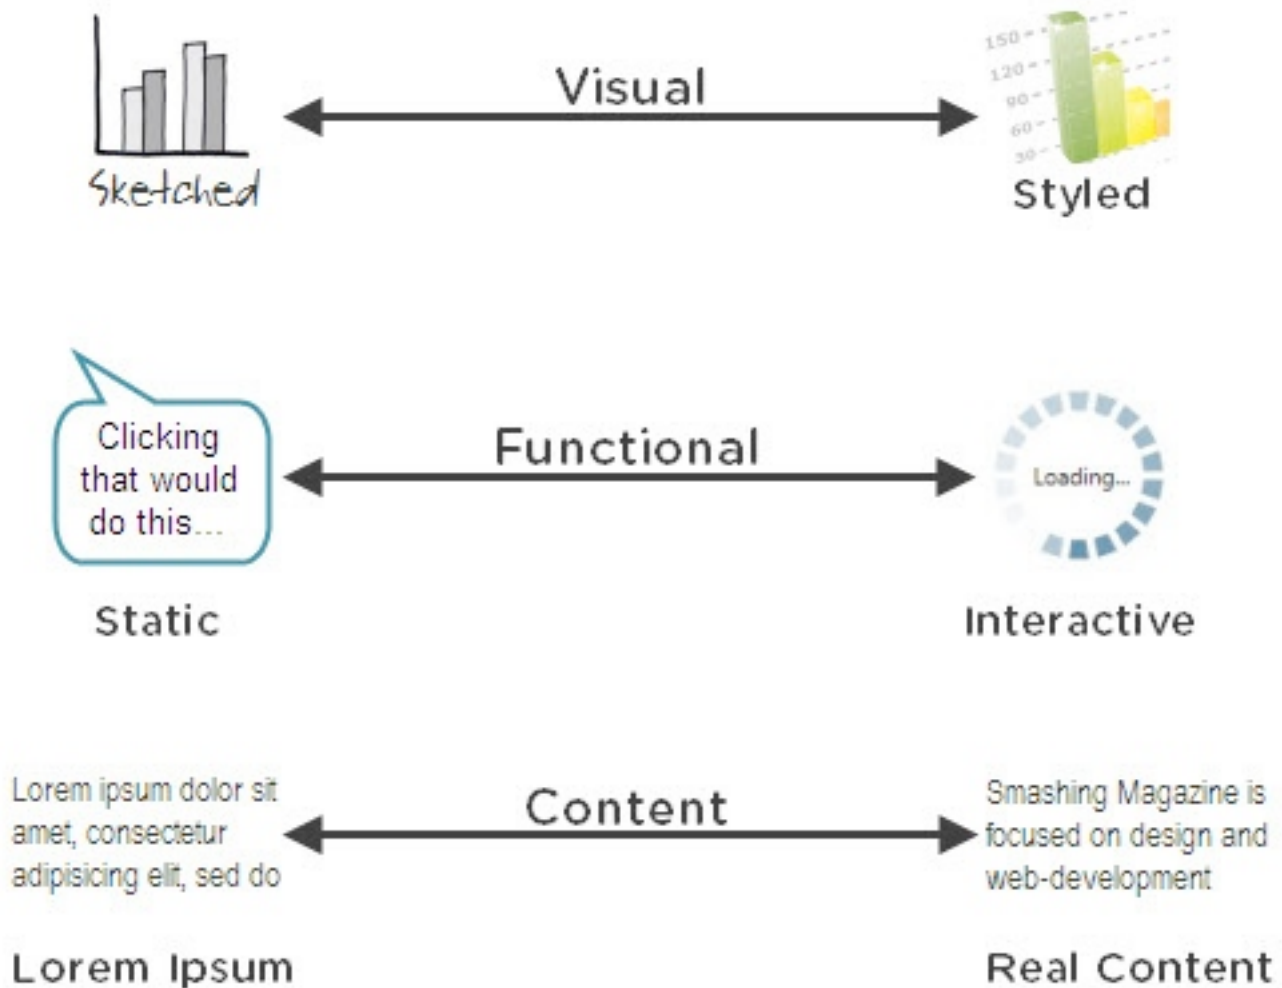 Visual
150
120
90
60
30
Sketched
Styled
Clicking
that would
do this...
Functional
Loading...
Static
Interactive
Lorem ipsum dolor sit
amet, consectetur
adipisicing elit, sed do
Content
Smashing Magazine is
focused on design and
web-development
Lorem Ipsum
Real Content